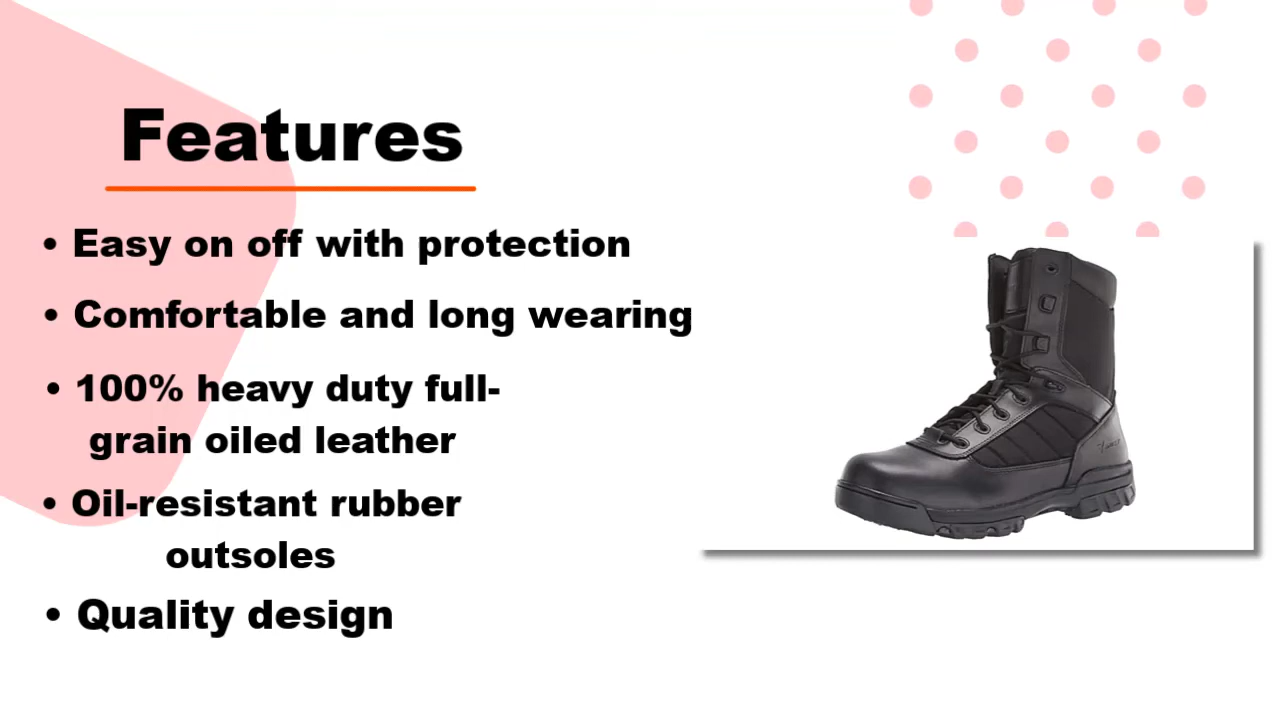 Features
• Easy on off with protection
• Comfortable and long wearing
• 100% heavy duty full-
grain oiled leather
• Oil-resistant rubber
outsoles
• Quality design